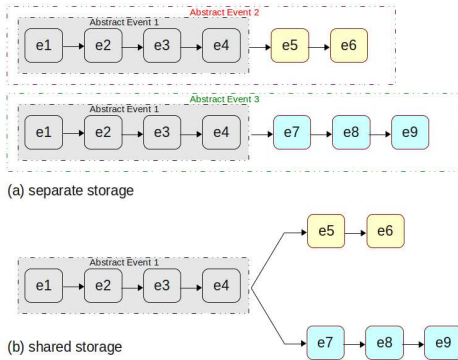 Abstract Event 2
Abstract Event 1
e1 e2 e3 e4 e5 e6
Abstract Event 3
Abstract Event 1
e1 e2 e3 e4 e7 e8 e9
(a) separate storage
e5 e6
Abstract Event 1
e1 e2 e3 e4
e7 e8 e9
(b) shared storage